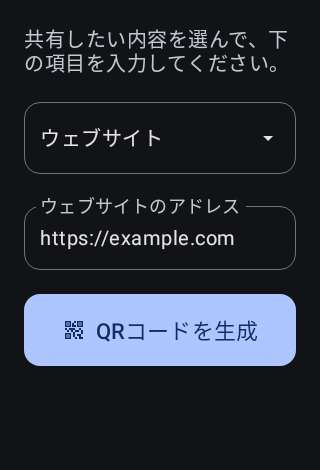 共有したい内容を選んで、下
の項目を入力してください。
ウェブサイト
ウェブサイトのアドレス
https://example.com
QRコードを生成